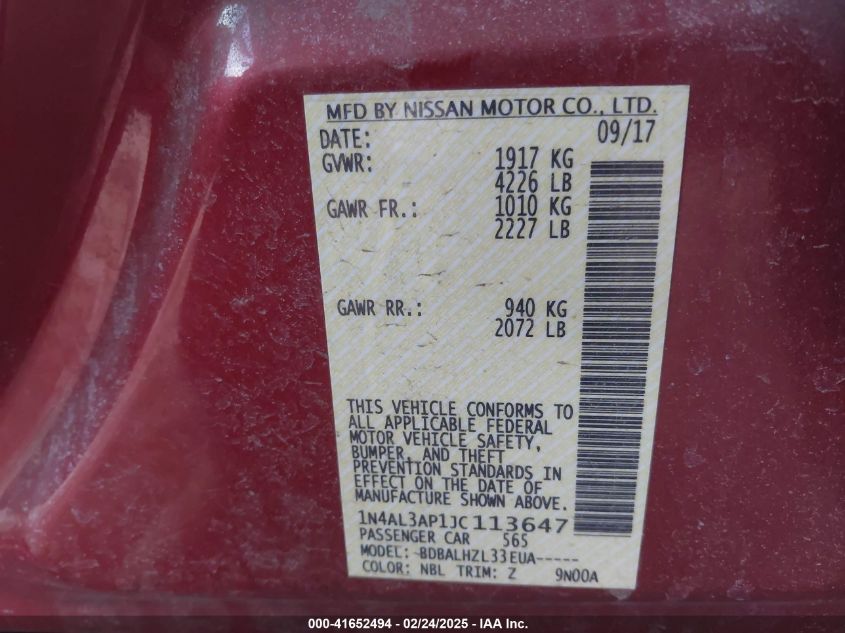 MFD BY NISSAN MOTOR CO., LTD.
DATE: 09/17
GVWR: 1917 KG
4226 LB
GAWR FR.: 1010 KG
2227 LB
GAWR RR.: 940 KG
2072 LB
THIS VEHICLE CONFORMS TO
ALL APPLICABLE FEDERAL
MOTOR VEHICLE SAFETY,
BUMPER, AND THEFT
PREVENTION STANDARDS IN
EFFECT ON THE DATE OF
MANUFACTURE SHOWN ABOVE.
1N4AL3AP1JC113647
PASSENGER CAR 565
MODEL: BDBALHZL33EUA-----
COLOR: NBL TRIM: Z 9N00A
000-41652494 - 02/24/2025 - IAA Inc.